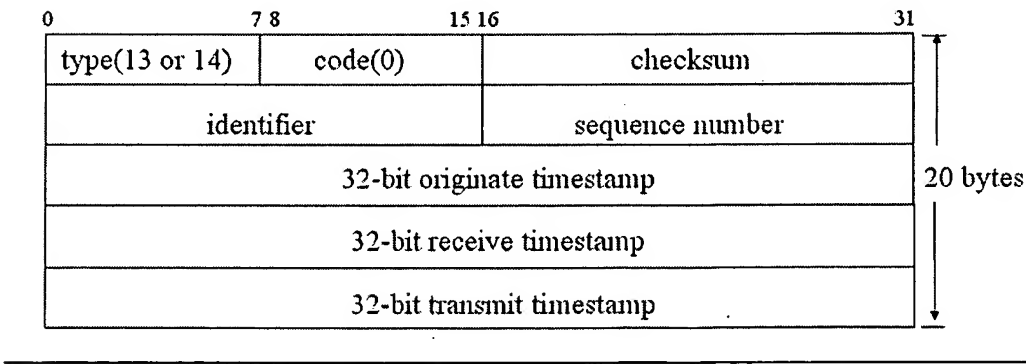 0 7 8 15 16 31
type(13 or 14) code(0) checksum
identifier sequence number
32-bit originate timestamp
20 bytes
32-bit receive timestamp
32-bit transmit timestamp